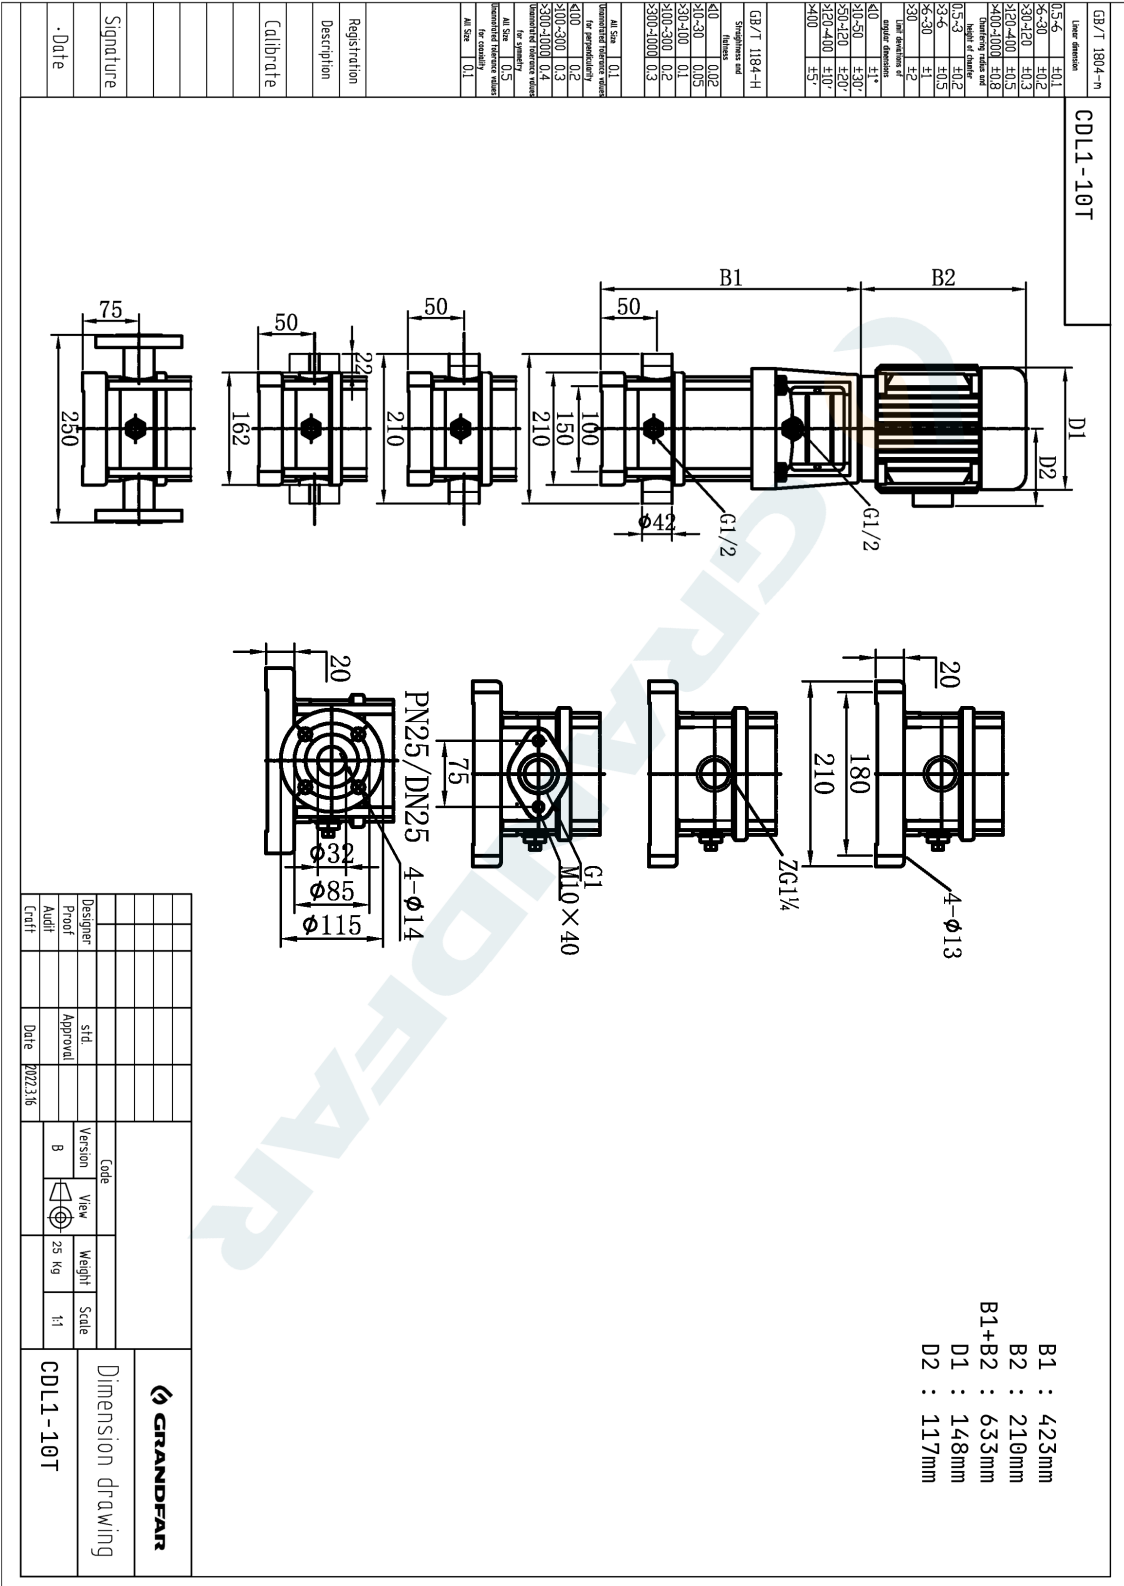 GB/T 1804-m
Linear dimension
0.5~6 ±0.1
>6~30 ±0.2
>30~120 ±0.3
>120~400 ±0.5
>400~1000 ±0.8
Chamfering radius and
height of chamfer
0.5~3 ±0.2
>3~6 ±0.5
>6~30 ±1
>30 ±2
Limit deviations of
angular dimensions
≤10 ±1°
>10~50 ±30'
>50~120 ±20'
>120~400 ±10'
>400 ±5'
GB/T 1184-H
Straightness and
flatness
≤10 0.02
>10~30 0.05
>30~100 0.1
>100~300 0.2
>300~1000 0.3
All Size 0.1
Unannotated tolerance values
for perpendicularity
≤100 0.2
>100~300 0.3
>300~1000 0.4
Unannotated tolerance values
for symmetry
All Size 0.5
Unannotated tolerance values
for coaxiality
All Size 0.1
Registration
Description
Calibrate
Signature
·Date
CDL1-10T
B1
B2
D1
D2
50
100
150
210
G1/2
G1/2
ϕ42
50
210
50
22
162
75
250
20
180
210
4-ϕ13
ZG1¼
75
G1
M10×40
20
PN25/DN25
4-ϕ14
ϕ32
ϕ85
ϕ115
GRANDFAR
B1 : 423mm
B2 : 210mm
B1+B2 : 633mm
D1 : 148mm
D2 : 117mm
Designer
std.
Proof
Approval
Audit
Craft
Date
2022.3.16
Code
Version
View
Weight
Scale
B
25 Kg
1:1
GRANDFAR
Dimension drawing
CDL1-10T